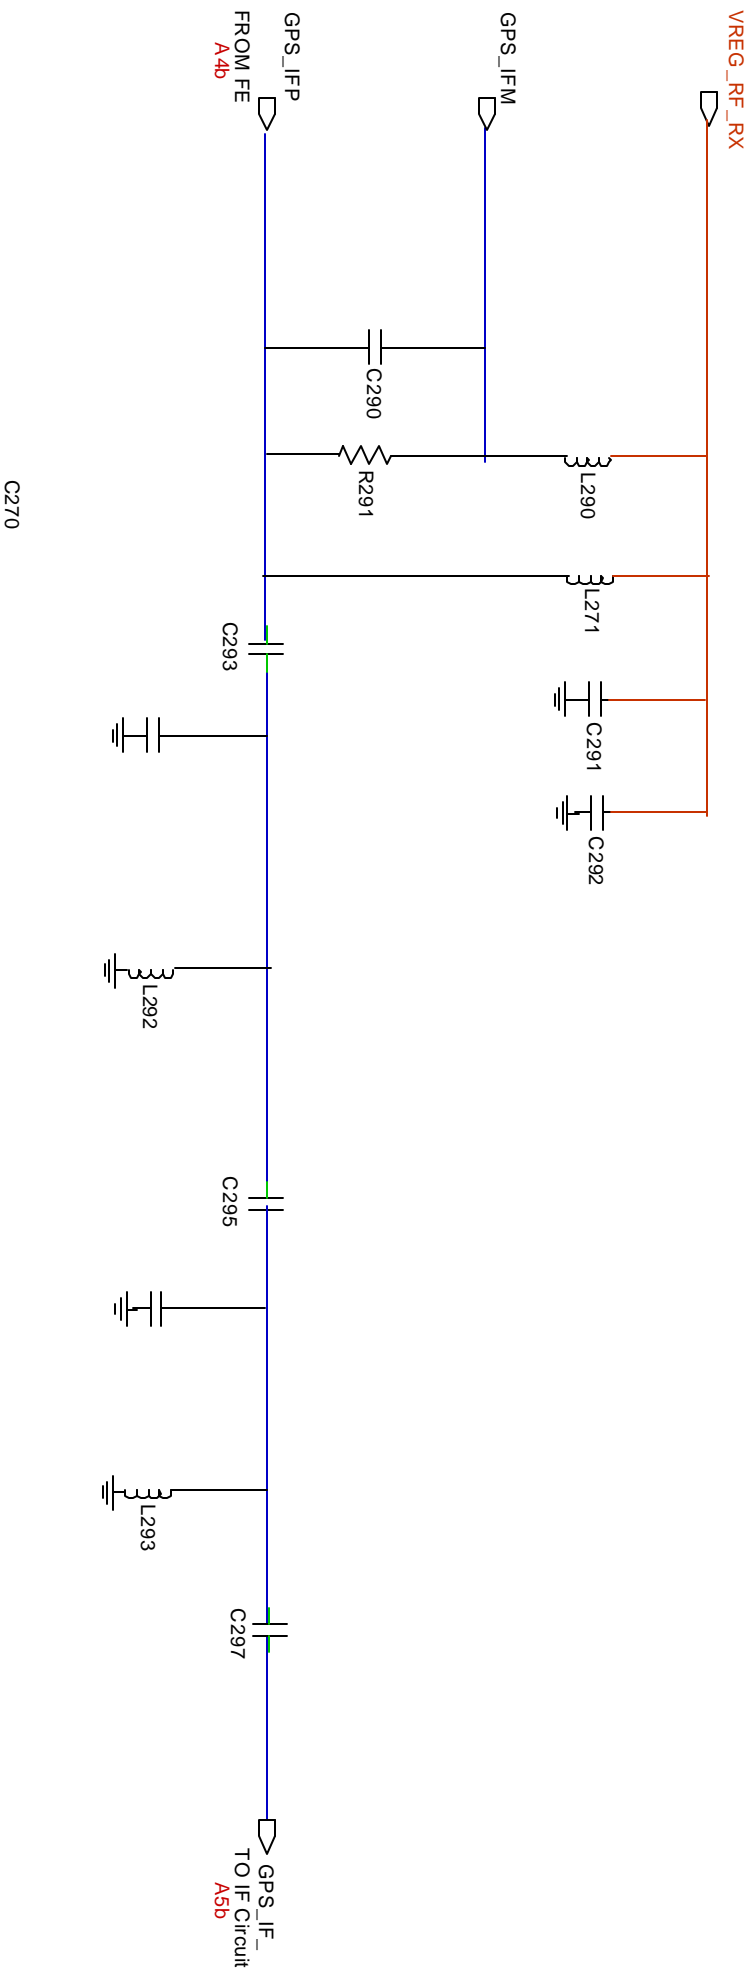 VREG_RF_RX
GPS_IFM
GPS_IFP
FROM FE
A4b
C290
R291
L290
L271
C291
C292
C293
C270
L292
C295
L293
C297
GPS_IF_
TO IF Circuit
A5b